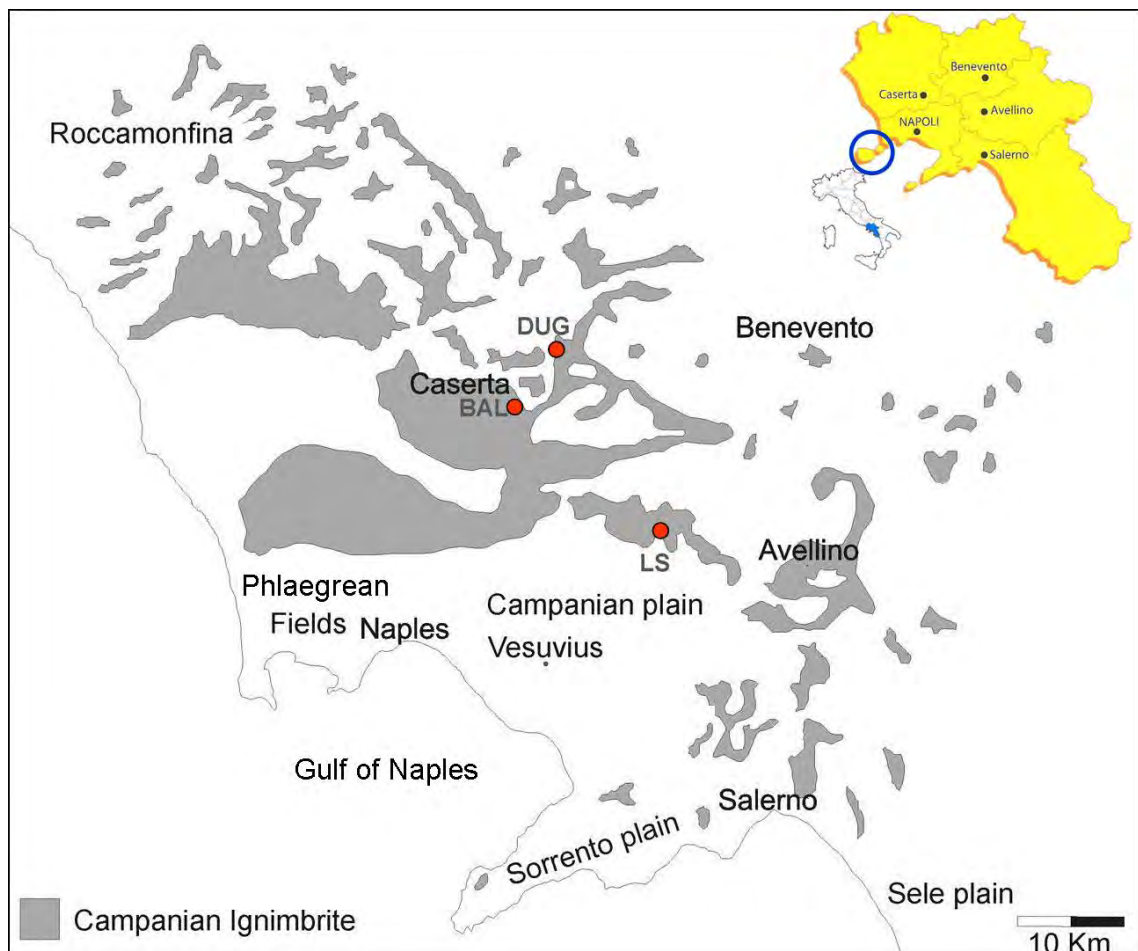 Roccamonfina
Benevento
Caserta
Avellino
NAPOLI
Salerno
DUG
Benevento
Caserta
BAL
LS
Avellino
Phlaegrean
Fields
Naples
Campanian plain
Vesuvius
Gulf of Naples
Salerno
Sorrento plain
Sele plain
Campanian Ignimbrite
10 Km